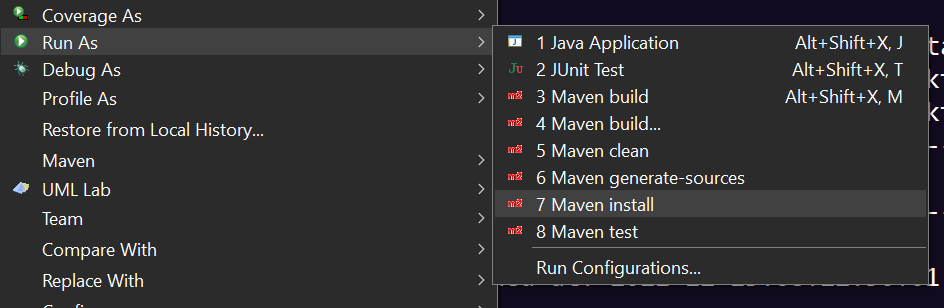 Coverage As
Run As
Debug As
Profile As
Restore from Local History...
Maven
UML Lab
Team
Compare With
Replace With
1 Java Application Alt+Shift+X, J
2 JUnit Test Alt+Shift+X, T
3 Maven build Alt+Shift+X, M
4 Maven build...
5 Maven clean
6 Maven generate-sources
7 Maven install
8 Maven test
Run Configurations...